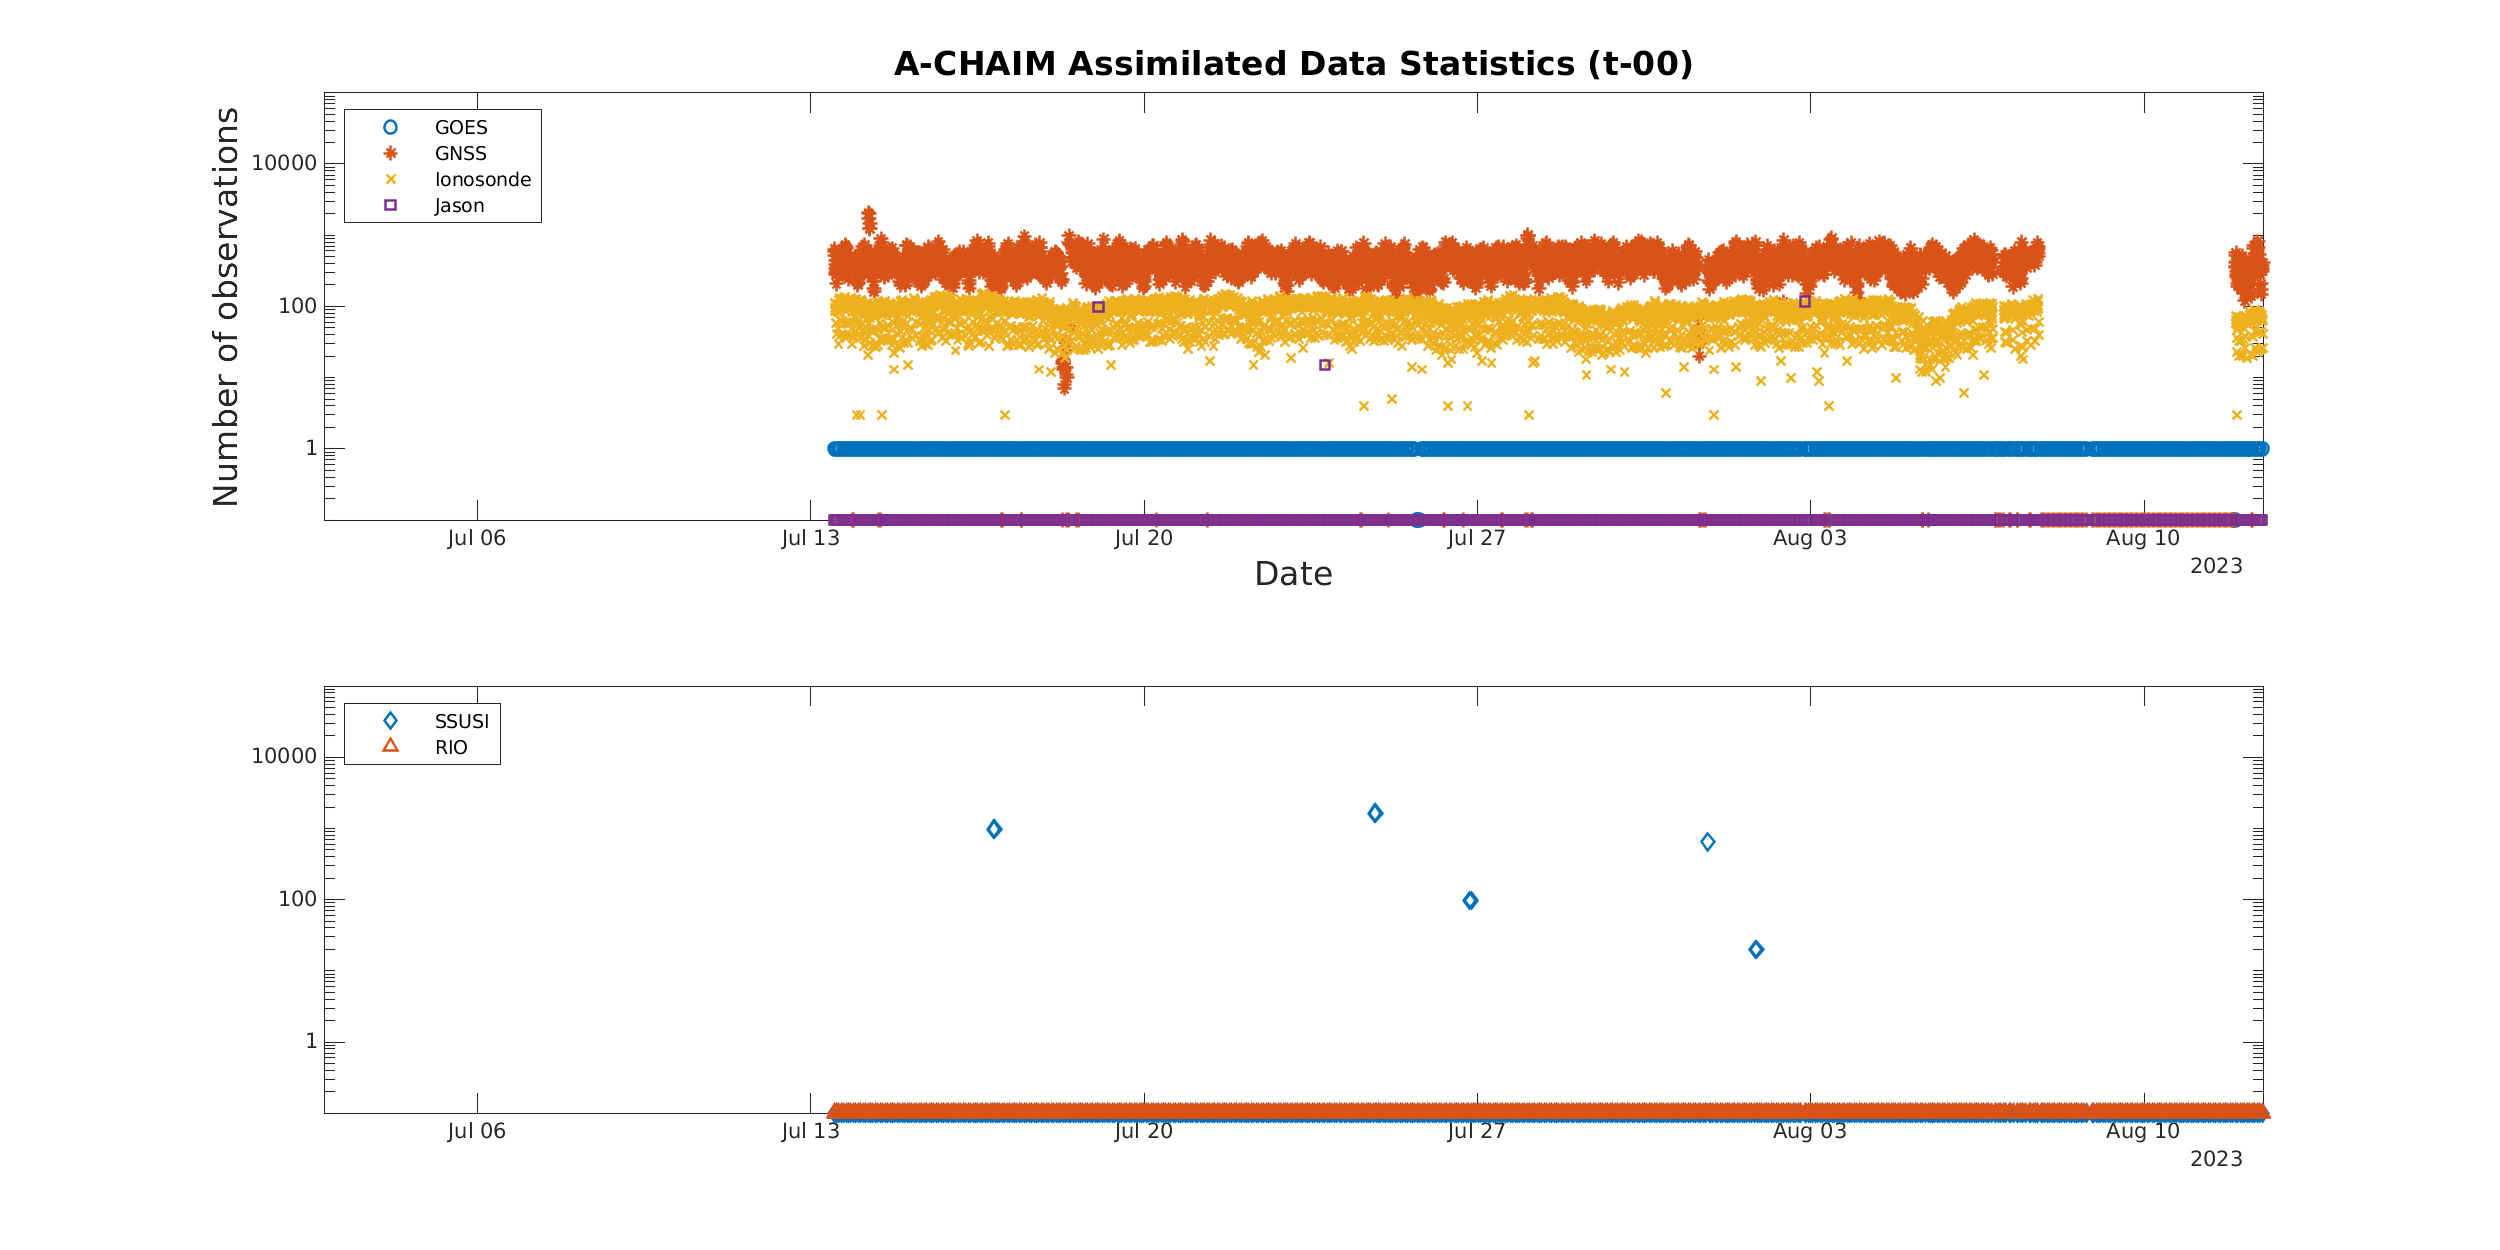 A-CHAIM Assimilated Data Statistics (t-00)
Number of observations
10000
100
1
GOES
GNSS
Ionosonde
Jason
Jul 06
Jul 13
Jul 20
Jul 27
Aug 03
Aug 10
2023
Date
10000
100
1
SSUSI
RIO
Jul 06
Jul 13
Jul 20
Jul 27
Aug 03
Aug 10
2023